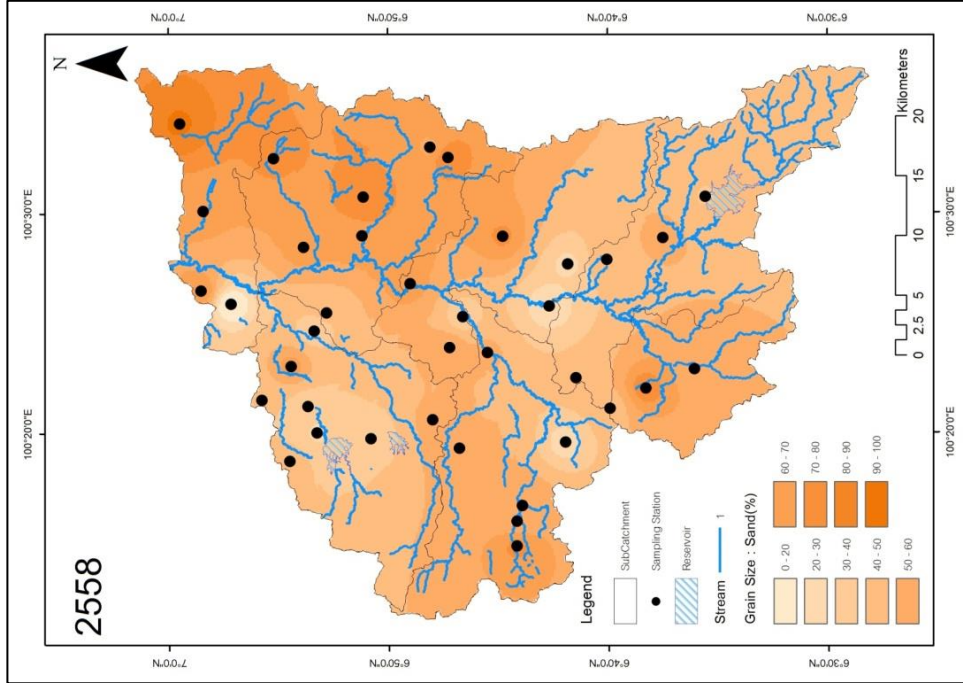 2558
N
100°20'0"E
100°30'0"E
7°0'0"N
6°50'0"N
6°40'0"N
6°30'0"N
7°0'0"N
6°50'0"N
6°40'0"N
6°30'0"N
100°20'0"E
100°30'0"E
Legend
SubCatchment
Sampling Station
Reservoir
Stream
1
Grain Size : Sand(%)
0 - 20
20 - 30
30 - 40
40 - 50
50 - 60
60 - 70
70 - 80
80 - 90
90 - 100
0 2.5 5 10 15 20
Kilometers